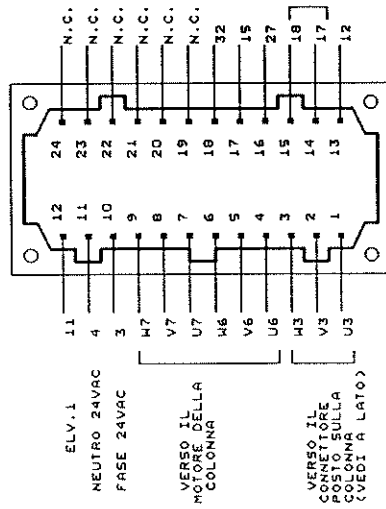 ELV.1 11 12 24 N.C.
NEUTRO 24VAC 4 11 23 N.C.
FASE 24VAC 3 10 22 N.C.
W7 9 21 N.C.
VERSO IL V7 8 20 N.C.
MOTORE DELLA U7 7 19 N.C.
COLONNA W6 6 18 32
V6 5 17 15
U6 4 16 27
VERSO IL W3 3 15 18
CONNETTORE V3 2 14 17
POSTO SULLA U3 1 13 12
COLONNA
(VEDI A LATO)